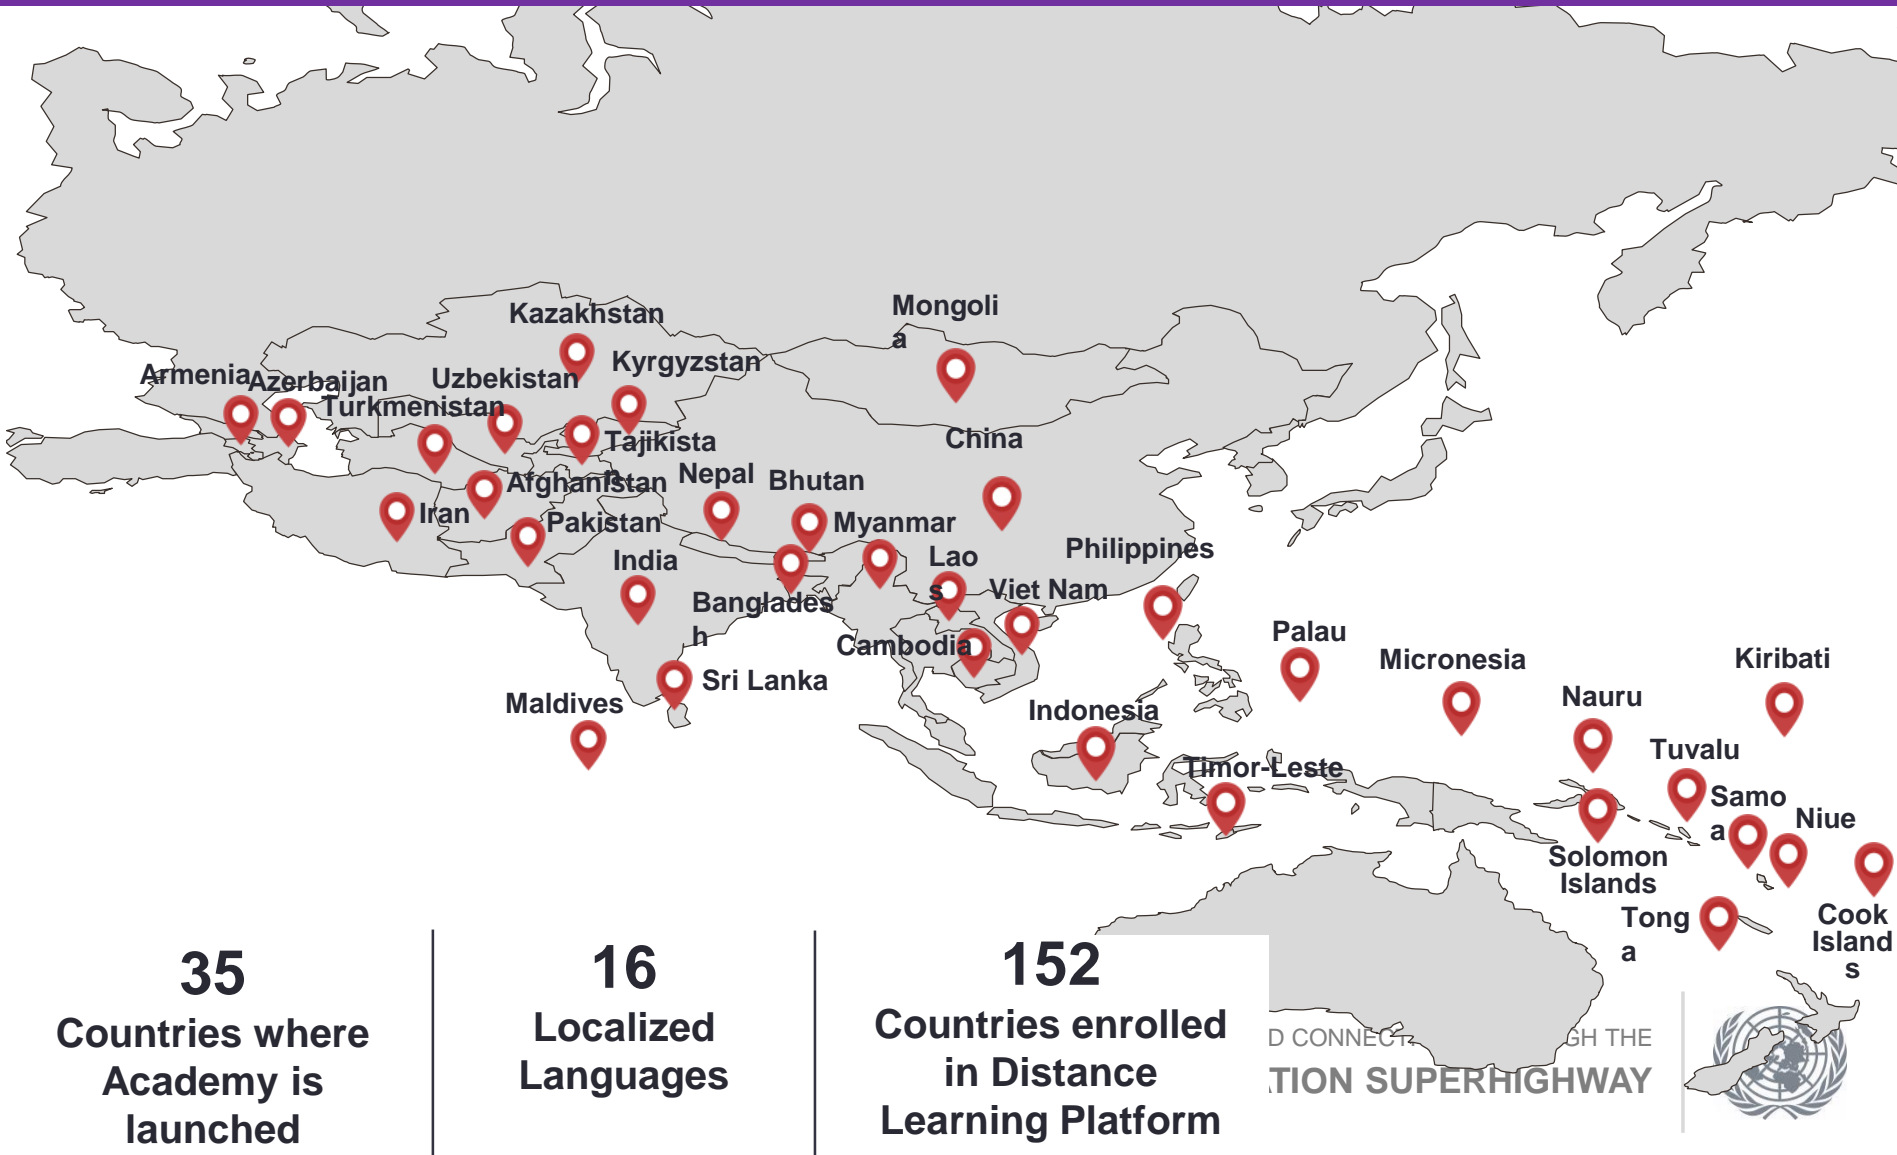 Kazakhstan
Mongoli
a
Armenia
Azerbaijan
Uzbekistan
Kyrgyzstan
Turkmenistan
Tajikista
n
China
Afghanistan
Nepal
Bhutan
Iran
Pakistan
Myanmar
India
Lao
s
Philippines
Viet Nam
Banglades
h
Cambodia
Palau
Micronesia
Kiribati
Sri Lanka
Maldives
Indonesia
Nauru
Tuvalu
Timor-Leste
Samo
a
Niue
Solomon
Islands
Tong
a
Cook
Island
s
35
Countries where
Academy is
launched
16
Localized
Languages
152
Countries enrolled
in Distance
Learning Platform
D CONNECT GH THE
TION SUPERHIGHWAY